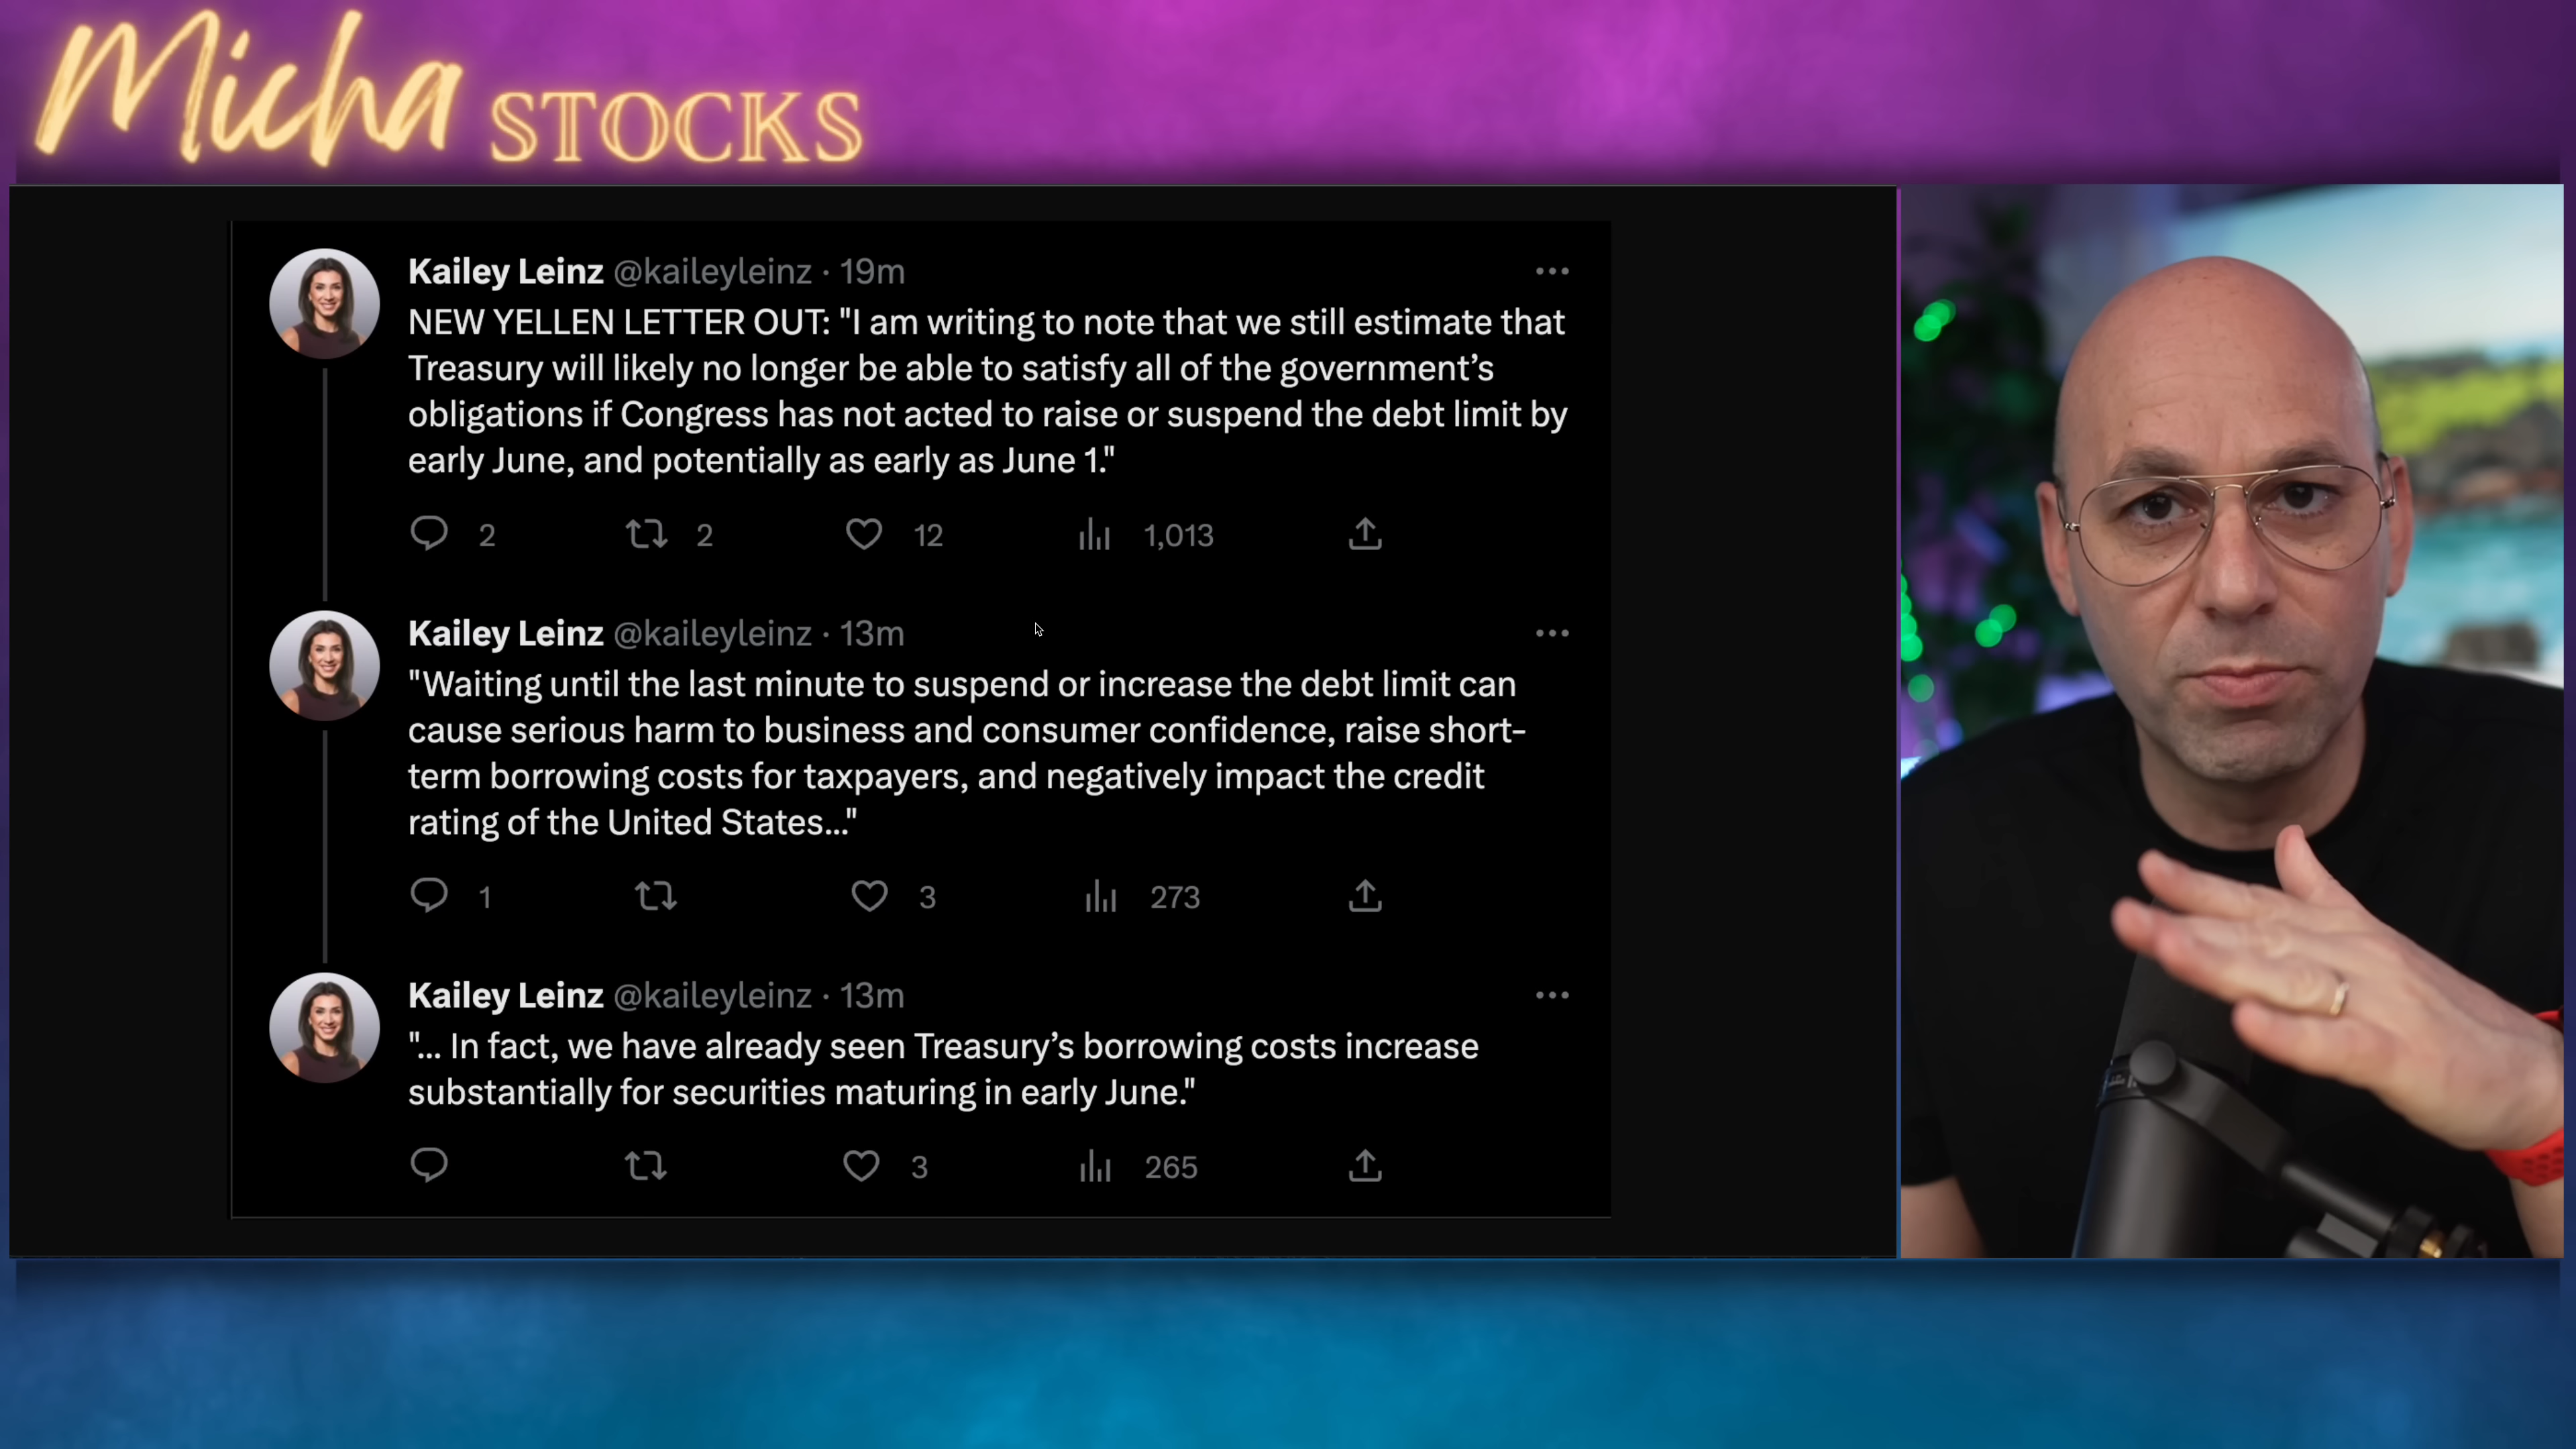 Micha STOCKS
Kailey Leinz @kaileyleinz · 19m
NEW YELLEN LETTER OUT: "I am writing to note that we still estimate that
Treasury will likely no longer be able to satisfy all of the government’s
obligations if Congress has not acted to raise or suspend the debt limit by
early June, and potentially as early as June 1."
2 2 12 1,013
Kailey Leinz @kaileyleinz · 13m
"Waiting until the last minute to suspend or increase the debt limit can
cause serious harm to business and consumer confidence, raise short-
term borrowing costs for taxpayers, and negatively impact the credit
rating of the United States..."
1 3 273
Kailey Leinz @kaileyleinz · 13m
"... In fact, we have already seen Treasury’s borrowing costs increase
substantially for securities maturing in early June."
3 265